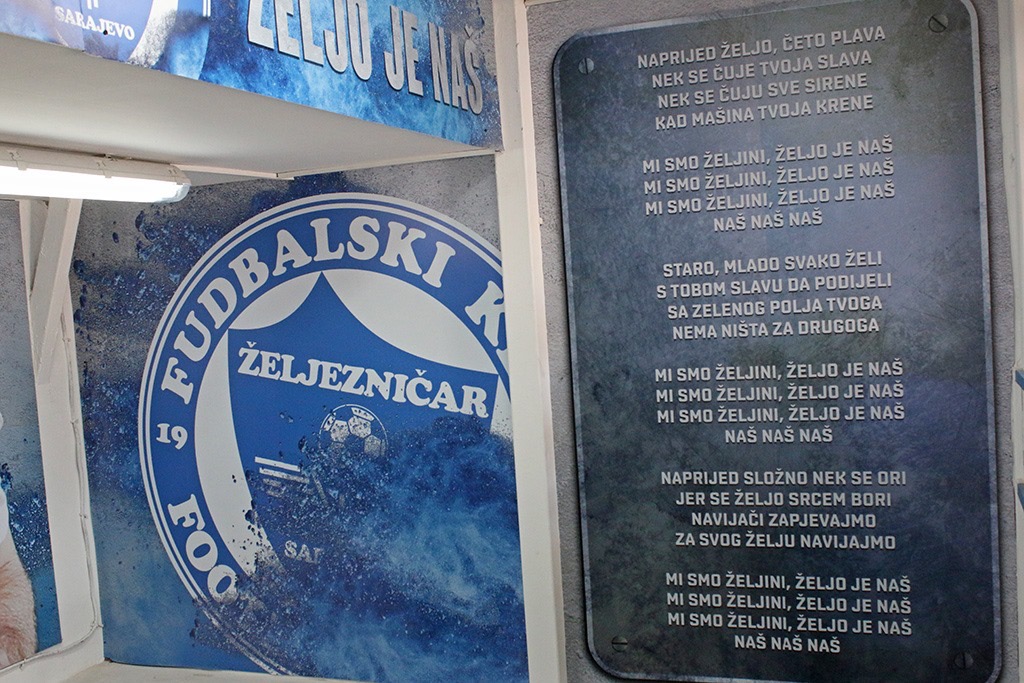 SARAJEVO
ŽELJO JE NAŠ
FUDBALSKI
19
ŽELJEZNIČAR
FOO
NAPRIJED ŽELJO, ČETO PLAVA
NEK SE ČUJE TVOJA SLAVA
NEK SE ČUJU SVE SIRENE
KAD MAŠINA TVOJA KRENE
MI SMO ŽELJINI, ŽELJO JE NAŠ
MI SMO ŽELJINI, ŽELJO JE NAŠ
MI SMO ŽELJINI, ŽELJO JE NAŠ
NAŠ NAŠ NAŠ
STARO, MLADO SVAKO ŽELI
S TOBOM SLAVU DA PODIJELI
SA ZELENOG POLJA TVOGA
NEMA NIŠTA ZA DRUGOGA
MI SMO ŽELJINI, ŽELJO JE NAŠ
MI SMO ŽELJINI, ŽELJO JE NAŠ
MI SMO ŽELJINI, ŽELJO JE NAŠ
NAŠ NAŠ NAŠ
NAPRIJED SLOŽNO NEK SE ORI
JER SE ŽELJO SRCEM BORI
NAVIJAČI ZAPJEVAJMO
ZA SVOG ŽELJU NAVIJAJMO
MI SMO ŽELJINI, ŽELJO JE NAŠ
MI SMO ŽELJINI, ŽELJO JE NAŠ
MI SMO ŽELJINI, ŽELJO JE NAŠ
NAŠ NAŠ NAŠ